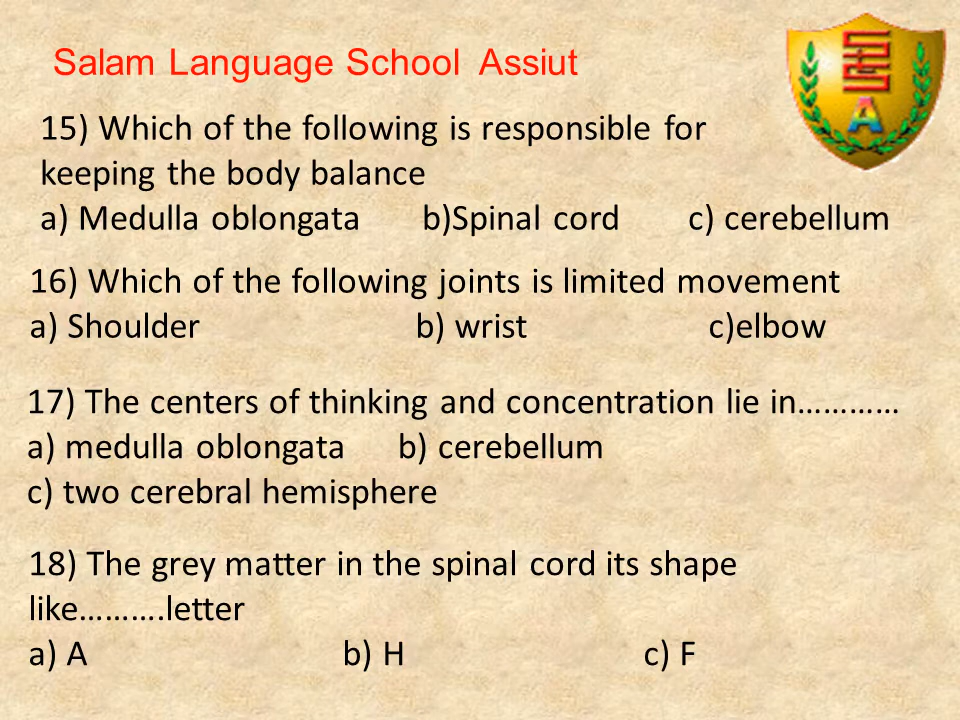 Salam Language School Assiut
15) Which of the following is responsible for
keeping the body balance
a) Medulla oblongata b)Spinal cord c) cerebellum
16) Which of the following joints is limited movement
a) Shoulder b) wrist c)elbow
17) The centers of thinking and concentration lie in…………
a) medulla oblongata b) cerebellum
c) two cerebral hemisphere
18) The grey matter in the spinal cord its shape
like……….letter
a) A b) H c) F
A